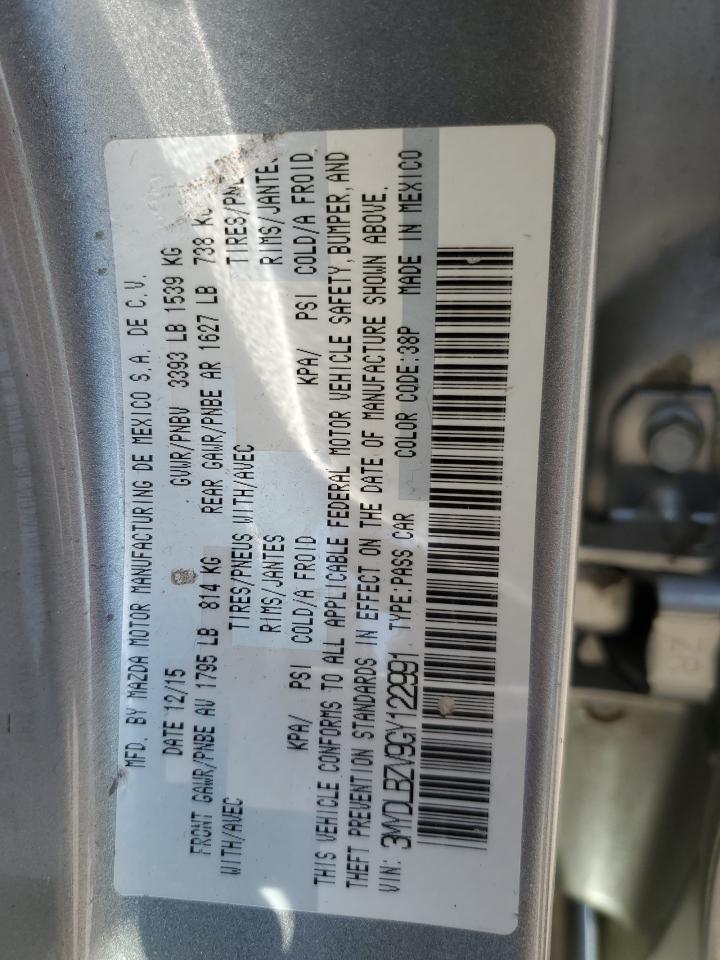 MFD. BY MAZDA MOTOR MANUFACTURING DE MEXICO S.A. DE C.V.
DATE 12/15 GVWR/PNBV 3393 LB 1539 KG
FRONT GAWR/PNBE AV 1795 LB 814 KG REAR GAWR/PNBE AR 1627 LB 738
WITH/AVEC TIRES/PNEUS WITH/AVEC
RIMS/JANTES RIMS/JANTES
KPA/ PSI COLD/A FROID KPA/ PSI COLD/A FROID
THIS VEHICLE CONFORMS TO ALL APPLICABLE FEDERAL MOTOR VEHICLE SAFETY, BUMPER, AND
THEFT PREVENTION STANDARDS IN EFFECT ON THE DATE OF MANUFACTURE SHOWN ABOVE.
VIN: 3MYDLBZV9GY122991 TYPE:PASS CAR COLOR CODE:38P MADE IN MEXICO